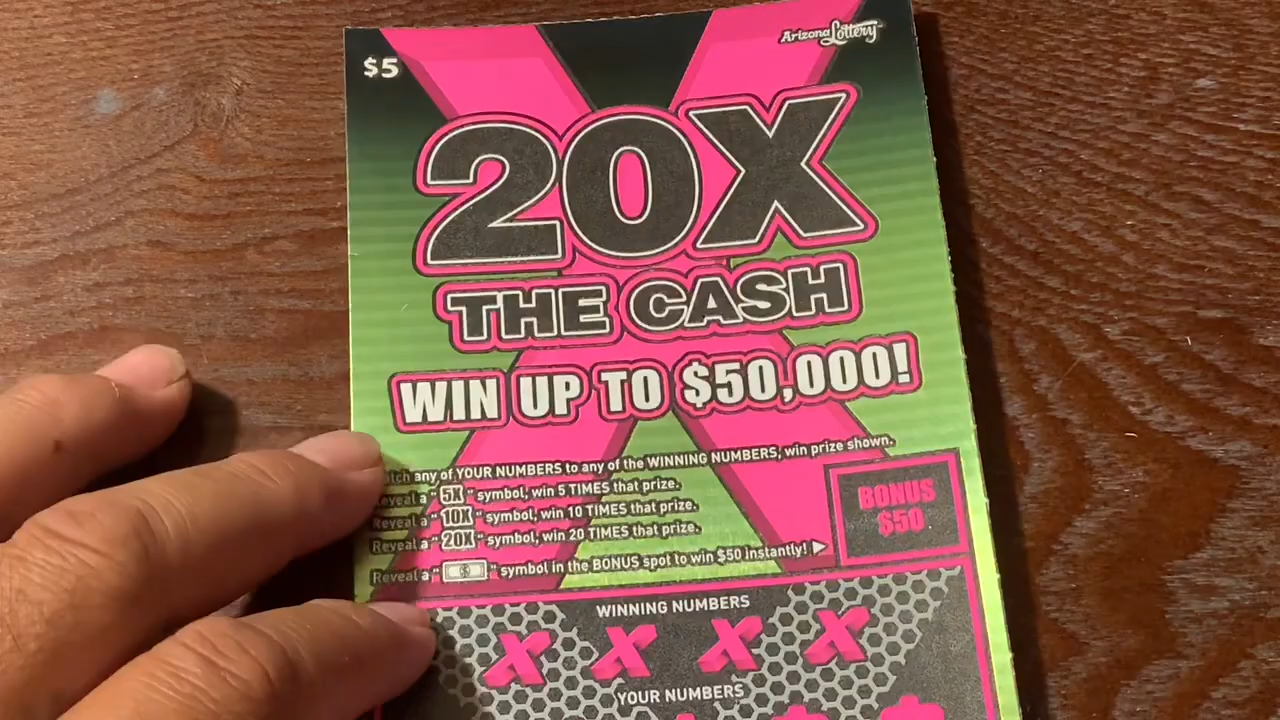 Arizona Lottery
$5
20X
THE CASH
WIN UP TO $50,000!
any of YOUR NUMBERS to any of the WINNING NUMBERS, win prize shown.
Reveal a "5X" symbol, win 5 TIMES that prize.
Reveal a "10X" symbol, win 10 TIMES that prize.
Reveal a "20X" symbol, win 20 TIMES that prize.
Reveal a " " symbol in the BONUS spot to win $50 instantly!
BONUS
$50
WINNING NUMBERS
X X X X
YOUR NUMBERS